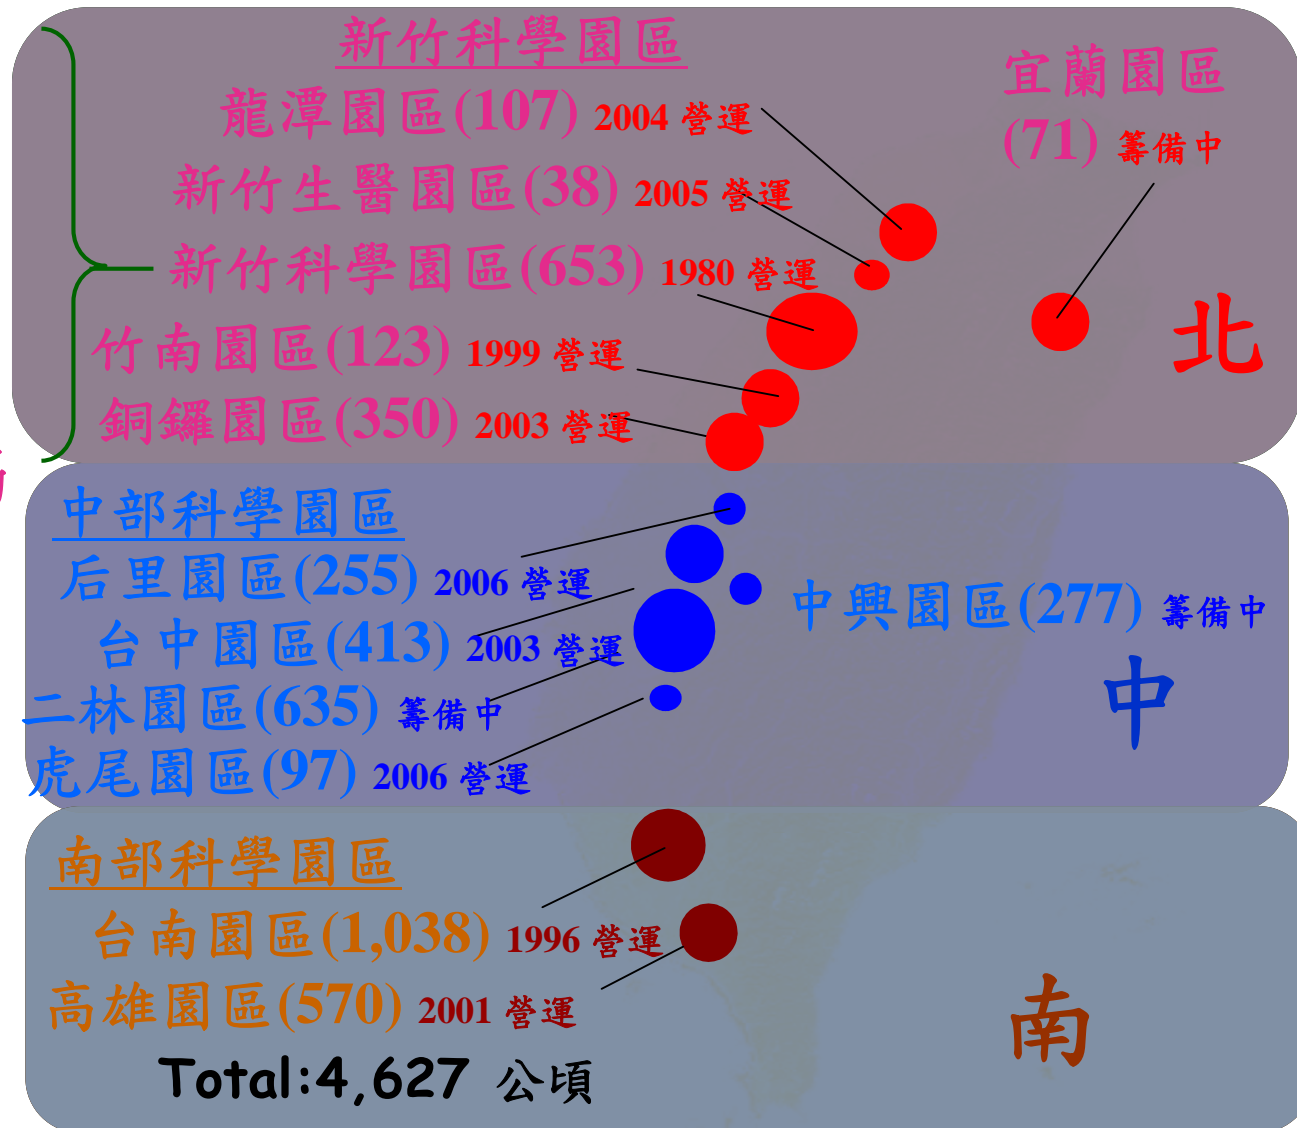 新竹科學園區
龍潭園區(107) 2004 營運
新竹生醫園區(38) 2005 營運
新竹科學園區(653) 1980 營運
竹南園區(123) 1999 營運
銅鑼園區(350) 2003 營運
宜蘭園區
(71) 籌備中
北
中部科學園區
后里園區(255) 2006 營運
台中園區(413) 2003 營運
二林園區(635) 籌備中
虎尾園區(97) 2006 營運
中興園區(277) 籌備中
中
南部科學園區
台南園區(1,038) 1996 營運
高雄園區(570) 2001 營運
Total:4,627 公頃
南